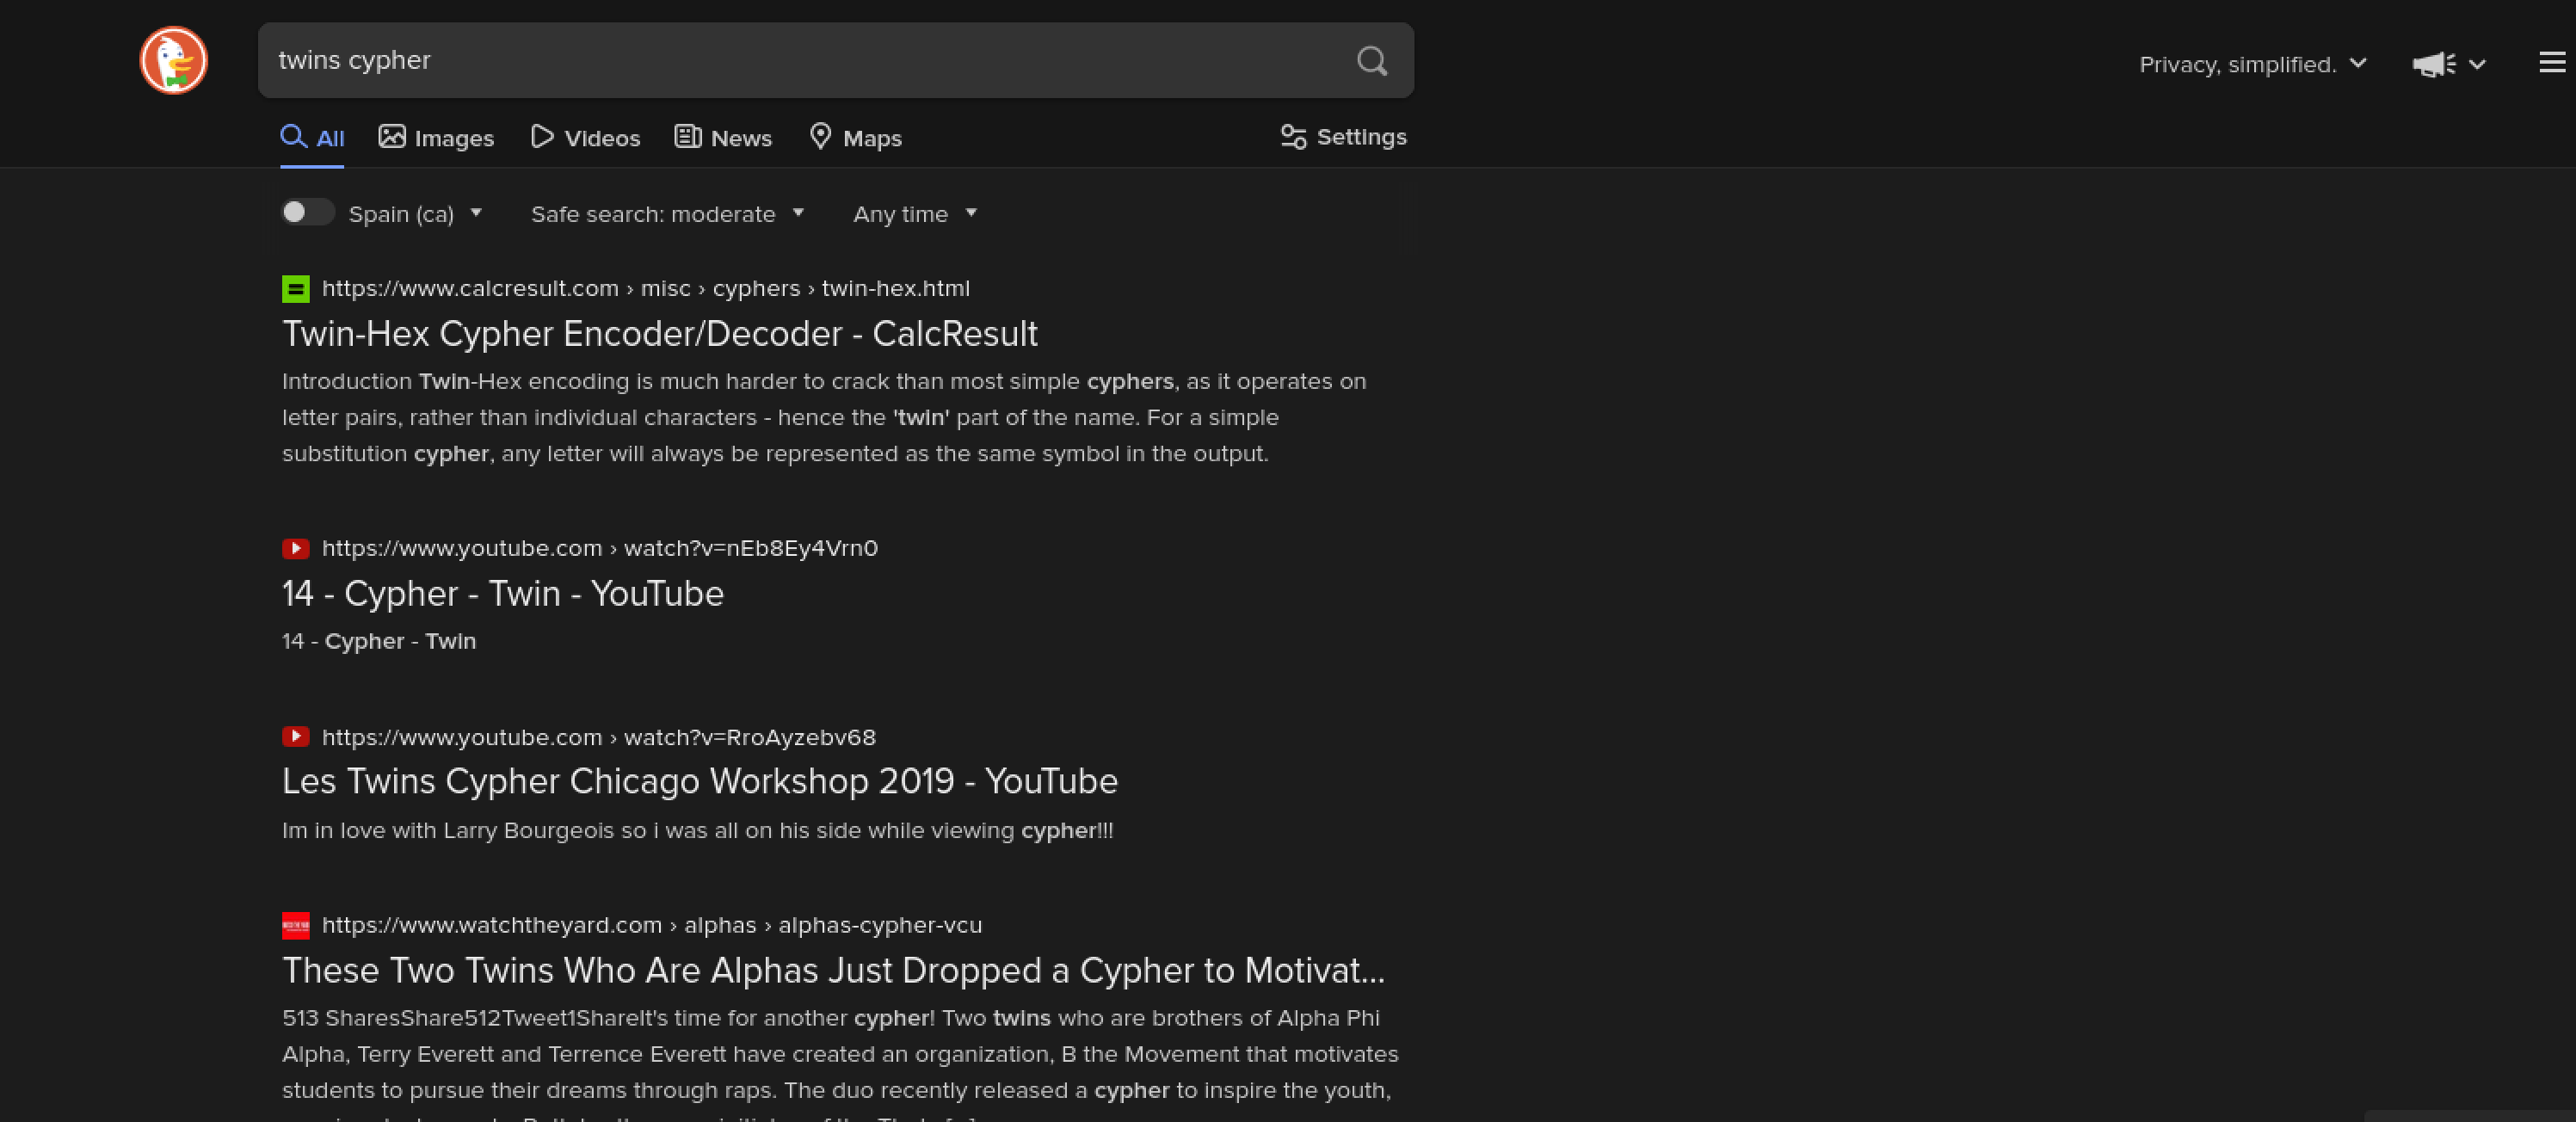 twins cypher
Privacy, simplified.
All
Images
Videos
News
Maps
Settings
Spain (ca)
Safe search: moderate
Any time
https://www.calcresult.com › misc › cyphers › twin-hex.html
Twin-Hex Cypher Encoder/Decoder - CalcResult
Introduction Twin-Hex encoding is much harder to crack than most simple cyphers, as it operates on
letter pairs, rather than individual characters - hence the 'twin' part of the name. For a simple
substitution cypher, any letter will always be represented as the same symbol in the output.
https://www.youtube.com › watch?v=nEb8Ey4Vrn0
14 - Cypher - Twin - YouTube
14 - Cypher - Twin
https://www.youtube.com › watch?v=RroAyzebv68
Les Twins Cypher Chicago Workshop 2019 - YouTube
Im in love with Larry Bourgeois so i was all on his side while viewing cypher!!!
https://www.watchtheyard.com › alphas › alphas-cypher-vcu
These Two Twins Who Are Alphas Just Dropped a Cypher to Motivat...
513 SharesShare512Tweet1ShareIt's time for another cypher! Two twins who are brothers of Alpha Phi
Alpha, Terry Everett and Terrence Everett have created an organization, B the Movement that motivates
students to pursue their dreams through raps. The duo recently released a cypher to inspire the youth,